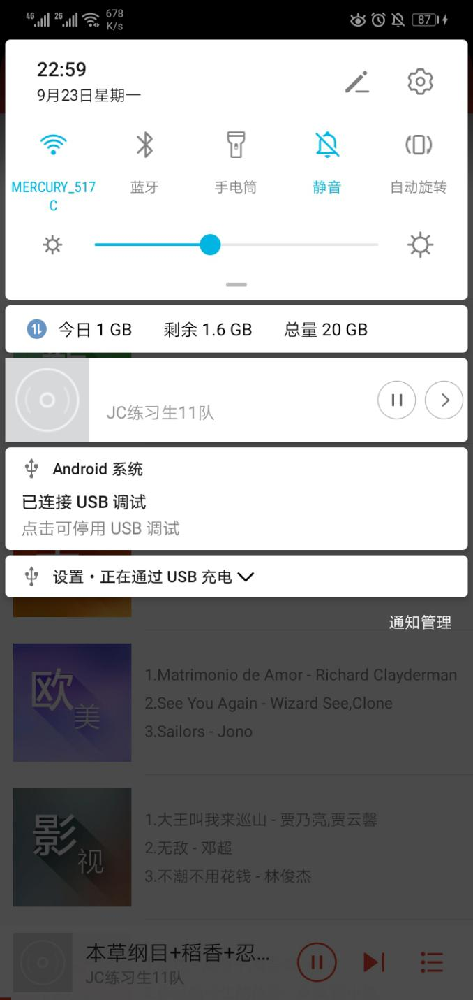 4G 2G 678
K/s 87
22:59
9月23日星期一
MERCURY_517
C
蓝牙
手电筒
静音
自动旋转
今日 1 GB 剩余 1.6 GB 总量 20 GB
JC练习生11队
Android 系统
已连接 USB 调试
点击可停用 USB 调试
设置 • 正在通过 USB 充电
通知管理
欧美
1.Matrimonio de Amor - Richard Clayderman
2.See You Again - Wizard See,Clone
3.Sailors - Jono
影视
1.大王叫我来巡山 - 贾乃亮,贾云馨
2.无敌 - 邓超
3.不潮不用花钱 - 林俊杰
本草纲目+稻香+忍...
JC练习生11队